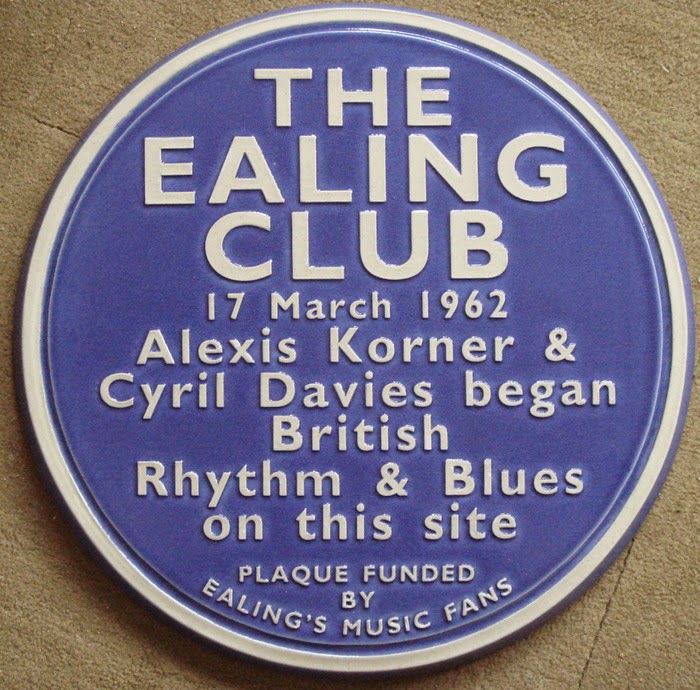 THE
EALING
CLUB
17 March 1962
Alexis Korner &
Cyril Davies began
British
Rhythm & Blues
on this site
PLAQUE FUNDED
BY
EALING'S MUSIC FANS